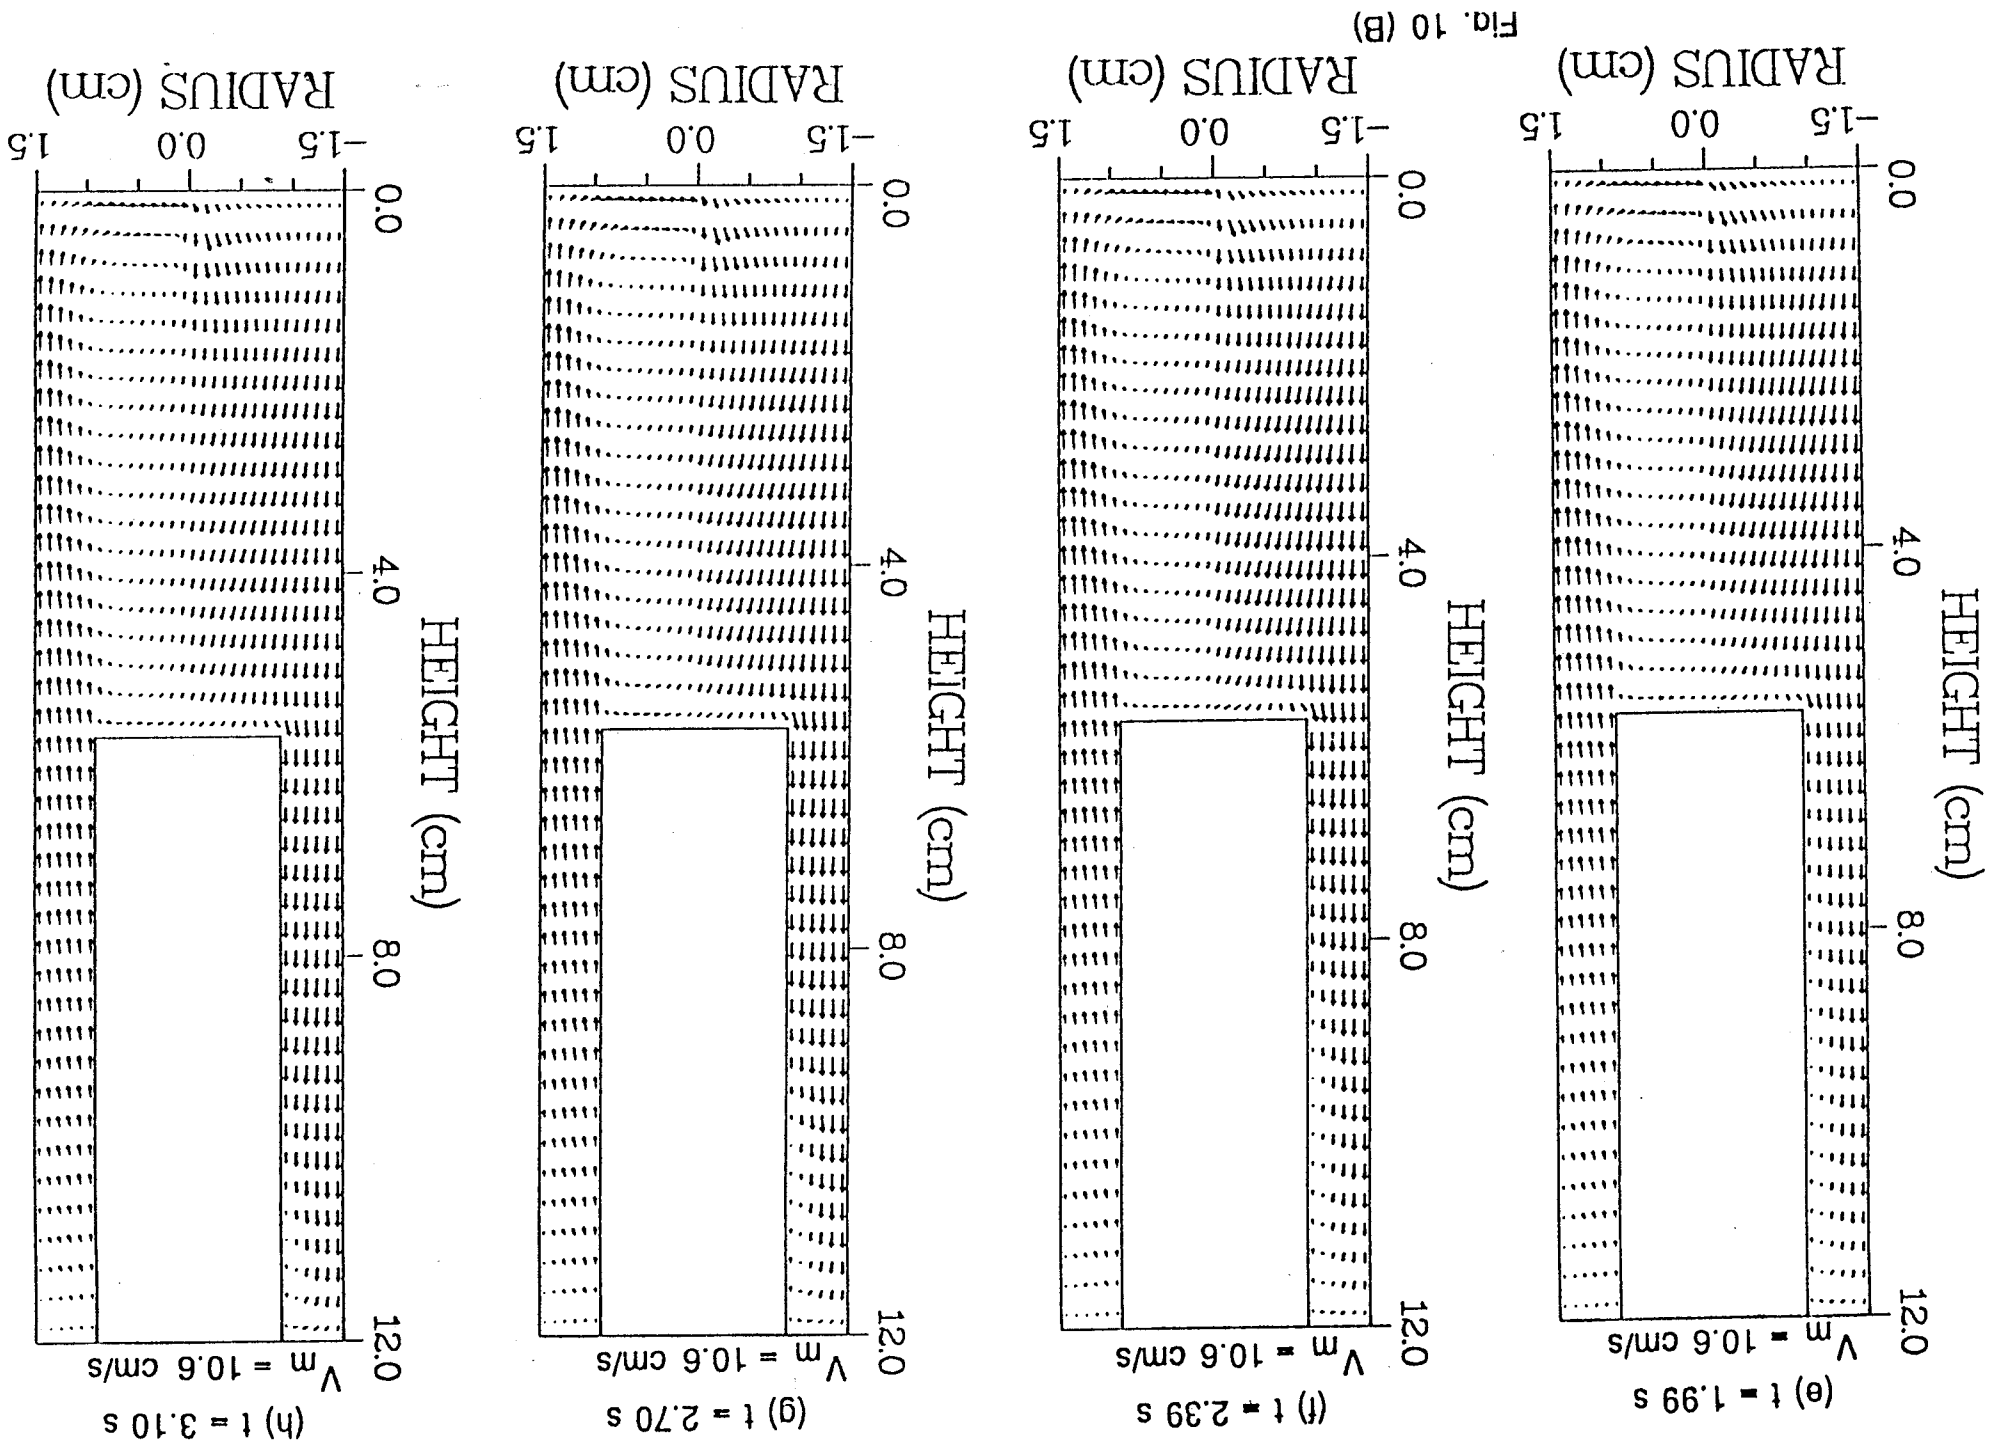 (e) t = 1.99 s
V_m = 10.6 cm/s
12.0
8.0
4.0
0.0
HEIGHT (cm)
-1.5 0.0 1.5
RADIUS (cm)
(f) t = 2.39 s
V_m = 10.6 cm/s
12.0
8.0
4.0
0.0
HEIGHT (cm)
-1.5 0.0 1.5
RADIUS (cm)
(g) t = 2.70 s
V_m = 10.6 cm/s
12.0
8.0
4.0
0.0
HEIGHT (cm)
-1.5 0.0 1.5
RADIUS (cm)
(h) t = 3.10 s
V_m = 10.6 cm/s
12.0
8.0
4.0
0.0
HEIGHT (cm)
-1.5 0.0 1.5
RADIUS (cm)
Fig. 10 (B)